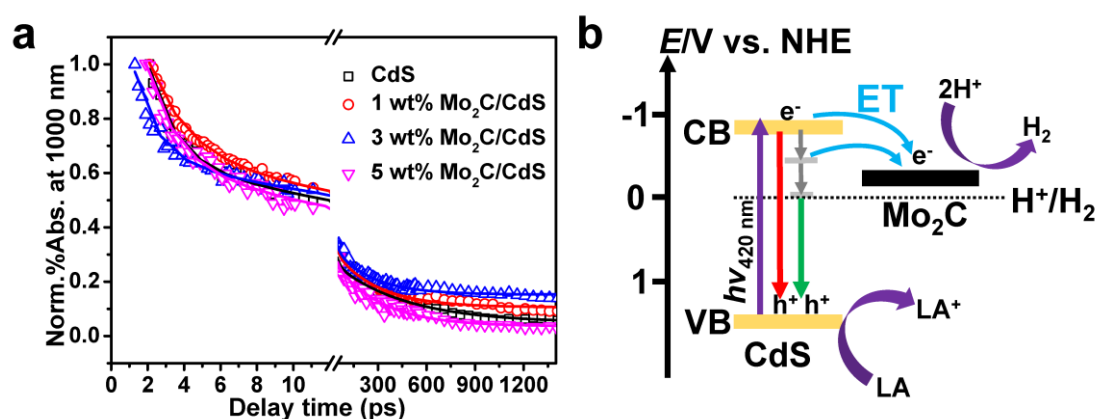 a
Norm.%Abs. at 1000 nm
1.0
0.8
0.6
0.4
0.2
0.0
CdS
1 wt% Mo₂C/CdS
3 wt% Mo₂C/CdS
5 wt% Mo₂C/CdS
0 2 4 6 8 10 300 600 900 1200
Delay time (ps)
b
E/V vs. NHE
-1
0
1
CB
e⁻
ET
2H⁺
H₂
e⁻
Mo₂C
H⁺/H₂
hν420 nm
h⁺ h⁺
VB
CdS
LA⁺
LA